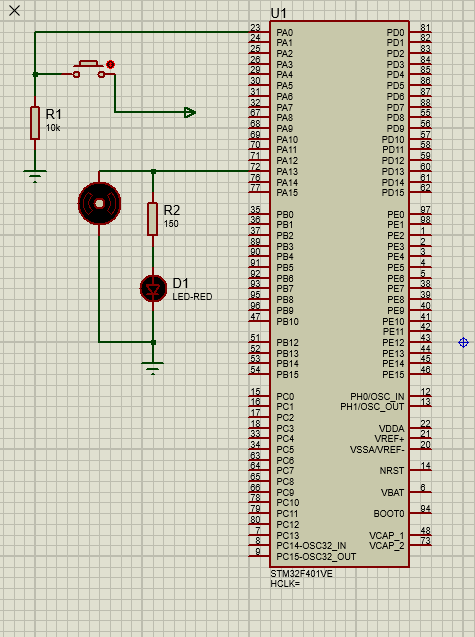 U1
23 PA0 PD0 81
24 PA1 PD1 82
25 PA2 PD2 83
26 PA3 PD3 84
29 PA4 PD4 85
30 PA5 PD5 86
31 PA6 PD6 87
32 PA7 PD7 88
67 PA8 PD8 55
68 PA9 PD9 56
69 PA10 PD10 57
70 PA11 PD11 58
71 PA12 PD12 59
72 PA13 PD13 60
76 PA14 PD14 61
77 PA15 PD15 62
R1
10k
R2
150
D1
LED-RED
35 PB0 PE0 97
36 PB1 PE1 98
37 PB2 PE2 1
89 PB3 PE3 2
90 PB4 PE4 3
91 PB5 PE5 4
92 PB6 PE6 5
93 PB7 PE7 38
95 PB8 PE8 39
96 PB9 PE9 40
47 PB10 PE10 41
PE11 42
51 PB12 PE12 43
52 PB13 PE13 44
53 PB14 PE14 45
54 PB15 PE15 46
15 PC0 PH0/OSC_IN 12
16 PC1 PH1/OSC_OUT 13
17 PC2
18 PC3 VDDA 22
33 PC4 VREF+ 21
34 PC5 VSSA/VREF- 20
63 PC6
64 PC7 NRST 14
65 PC8
66 PC9 VBAT 6
78 PC10
79 PC11 BOOT0 94
80 PC12
7 PC13 VCAP_1 48
8 PC14-OSC32_IN VCAP_2 73
9 PC15-OSC32_OUT
STM32F401VE
HCLK=